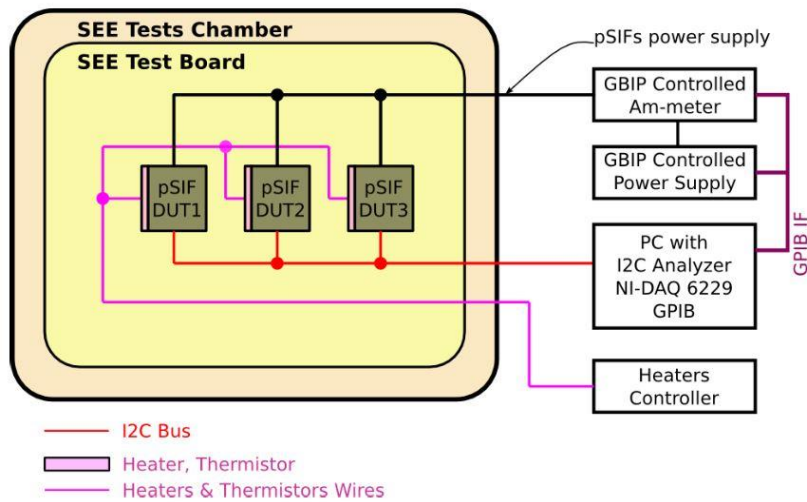 SEE Tests Chamber
SEE Test Board
pSIFs power supply
GBIP Controlled
Am-meter
GBIP Controlled
Power Supply
pSIF
DUT1
pSIF
DUT2
pSIF
DUT3
PC with
I2C Analyzer
NI-DAQ 6229
GPIB
GPIB IF
Heaters
Controller
I2C Bus
Heater, Thermistor
Heaters & Thermistors Wires